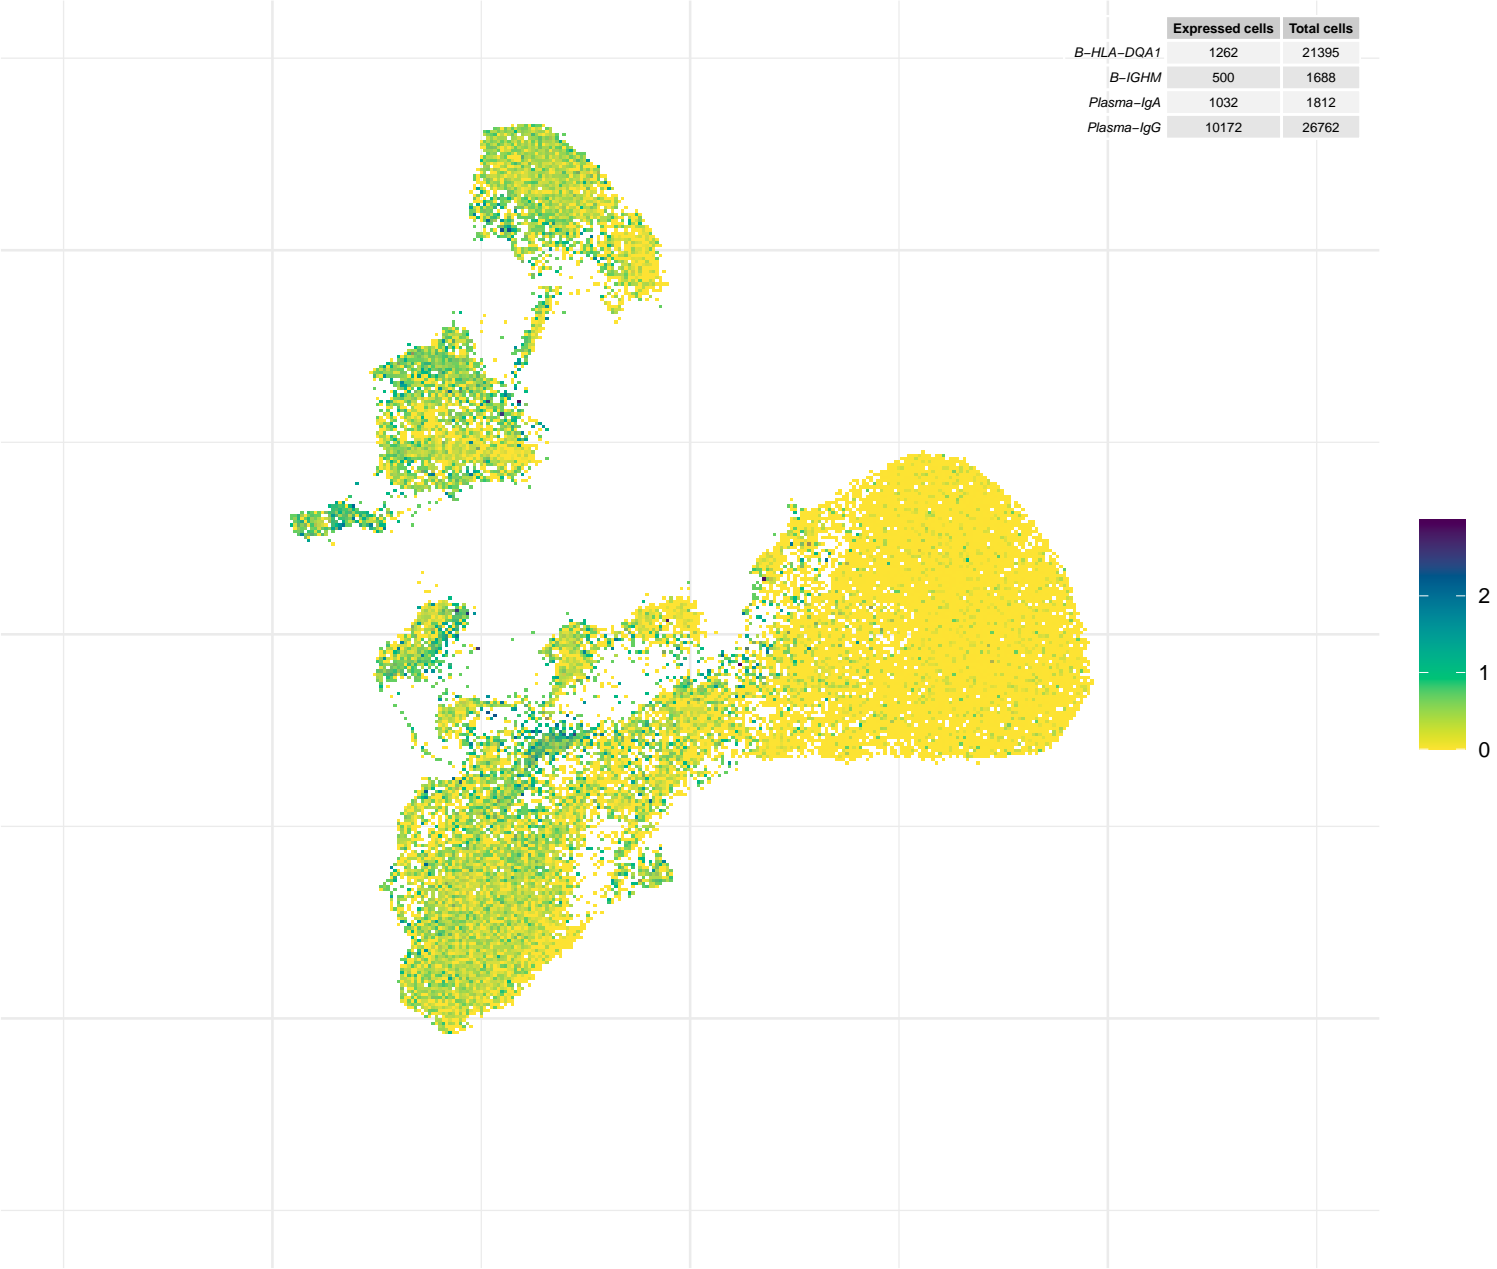 Expressed cells Total cells
B−HLA−DQA1 1262 21395
B−IGHM 500 1688
Plasma−IgA 1032 1812
Plasma−IgG 10172 26762
2
1
0